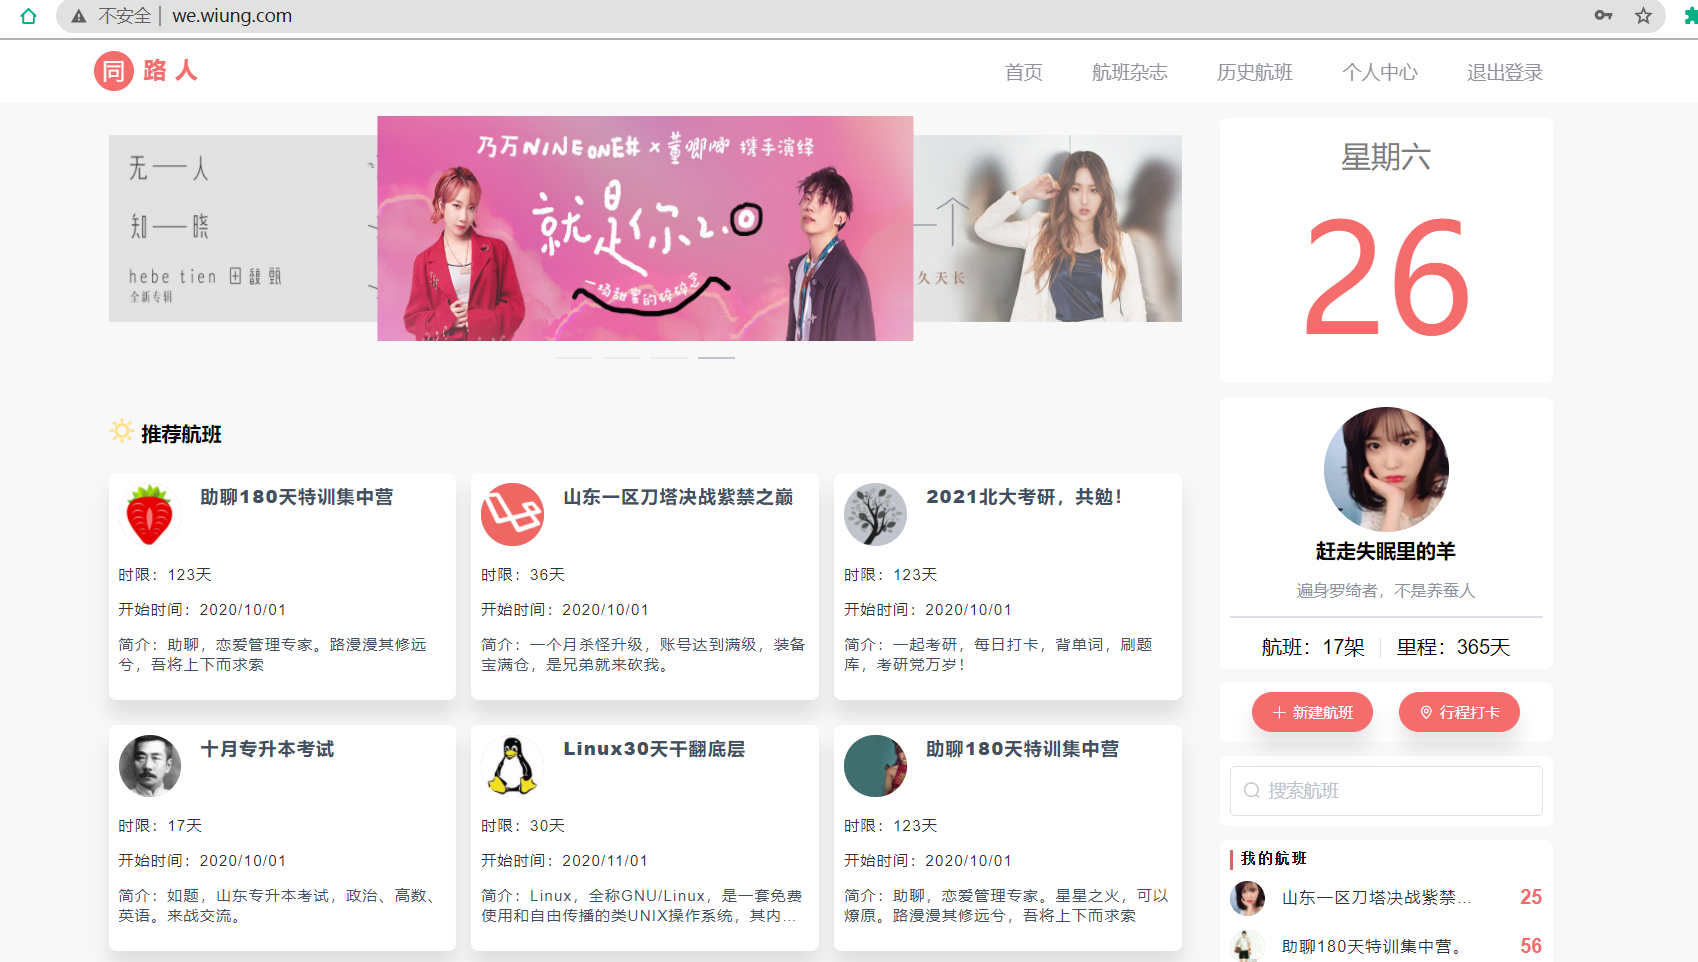 不安全 | we.wiung.com
同 路 人
首页 航班杂志 历史航班 个人中心 退出登录
无——人
知——晓
hebe tien 田馥甄
全新专辑
乃万NINEONE# x 董唧唧 携手演绎
就是你2.0
一场甜蜜的碎碎念
一个
久天长
星期六
26
推荐航班
助聊180天特训集中营
时限：123天
开始时间：2020/10/01
简介：助聊，恋爱管理专家。路漫漫其修远
兮，吾将上下而求索
山东一区刀塔决战紫禁之巅
时限：36天
开始时间：2020/10/01
简介：一个月杀怪升级，账号达到满级，装备
宝满仓，是兄弟就来砍我。
2021北大考研，共勉！
时限：123天
开始时间：2020/10/01
简介：一起考研，每日打卡，背单词，刷题
库，考研党万岁！
十月专升本考试
时限：17天
开始时间：2020/10/01
简介：如题，山东专升本考试，政治、高数、
英语。来战交流。
Linux30天干翻底层
时限：30天
开始时间：2020/11/01
简介：Linux，全称GNU/Linux，是一套免费
使用和自由传播的类UNIX操作系统，其内...
助聊180天特训集中营
时限：123天
开始时间：2020/10/01
简介：助聊，恋爱管理专家。星星之火，可以
燎原。路漫漫其修远兮，吾将上下而求索
赶走失眠里的羊
遍身罗绮者，不是养蚕人
航班：17架 里程：365天
新建航班 行程打卡
搜索航班
我的航班
山东一区刀塔决战紫禁... 25
助聊180天特训集中营。 56